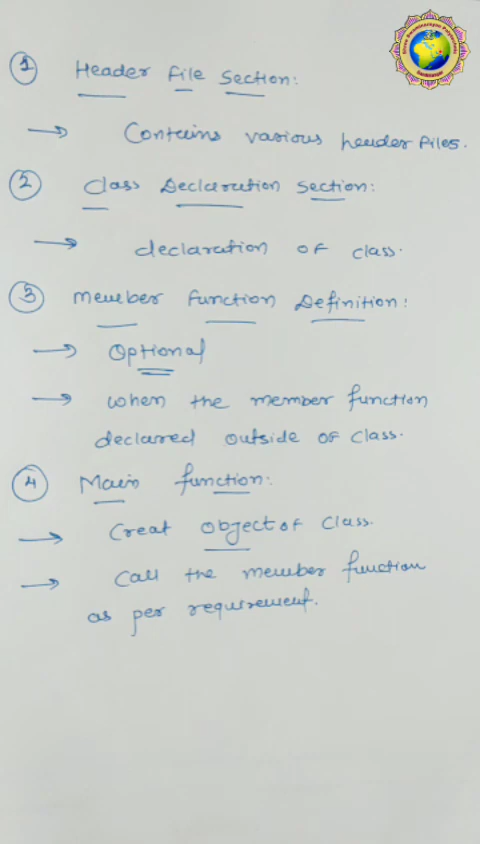 1 Header File Section:
→ Contains various header files.
2 Class Declaration Section:
→ declaration of class.
3 Member Function Definition:
→ Optional
→ when the member function
declared outside of class.
4 Main function:
→ Creat object of class.
→ Call the member function
as per requirement.